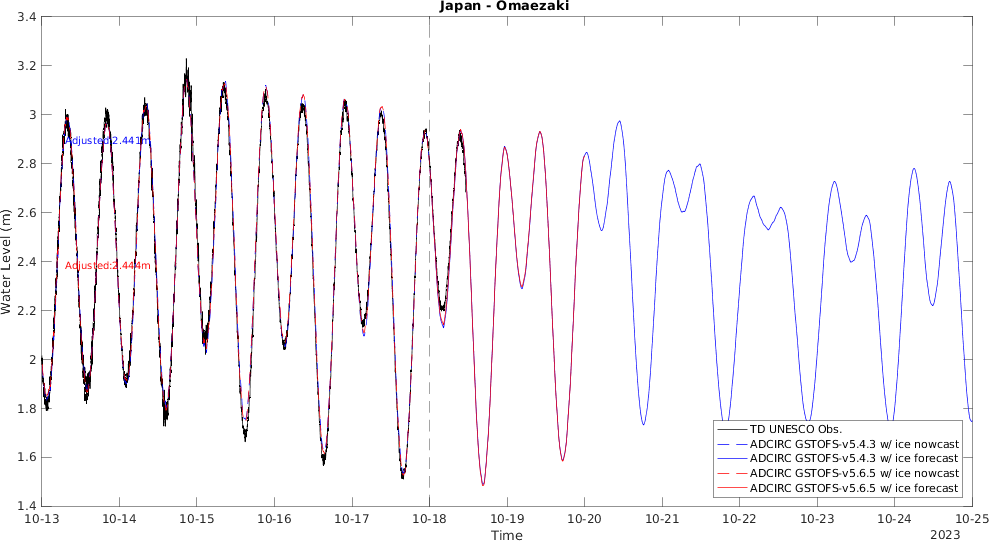 Japan - Omaezaki
3.4
3.2
3
2.8
2.6
2.4
2.2
2
1.8
1.6
1.4
Water Level (m)
Adjusted:2.441m
Adjusted:2.444m
TD UNESCO Obs.
ADCIRC GSTOFS-v5.4.3 w/ ice nowcast
ADCIRC GSTOFS-v5.4.3 w/ ice forecast
ADCIRC GSTOFS-v5.6.5 w/ ice nowcast
ADCIRC GSTOFS-v5.6.5 w/ ice forecast
10-13 10-14 10-15 10-16 10-17 10-18 10-19 10-20 10-21 10-22 10-23 10-24 10-25
Time
2023